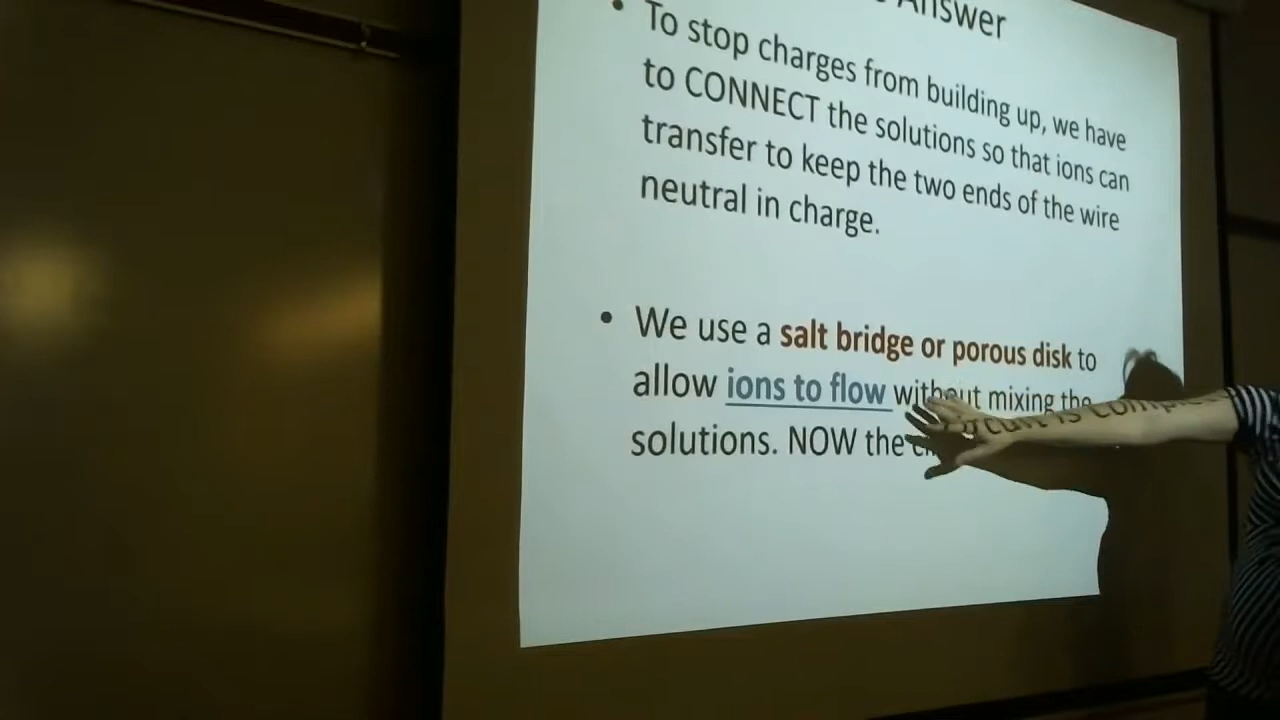 Answer
• To stop charges from building up, we have
to CONNECT the solutions so that ions can
transfer to keep the two ends of the wire
neutral in charge.
• We use a salt bridge or porous disk to
allow ions to flow without mixing the
solutions. NOW the circuit is